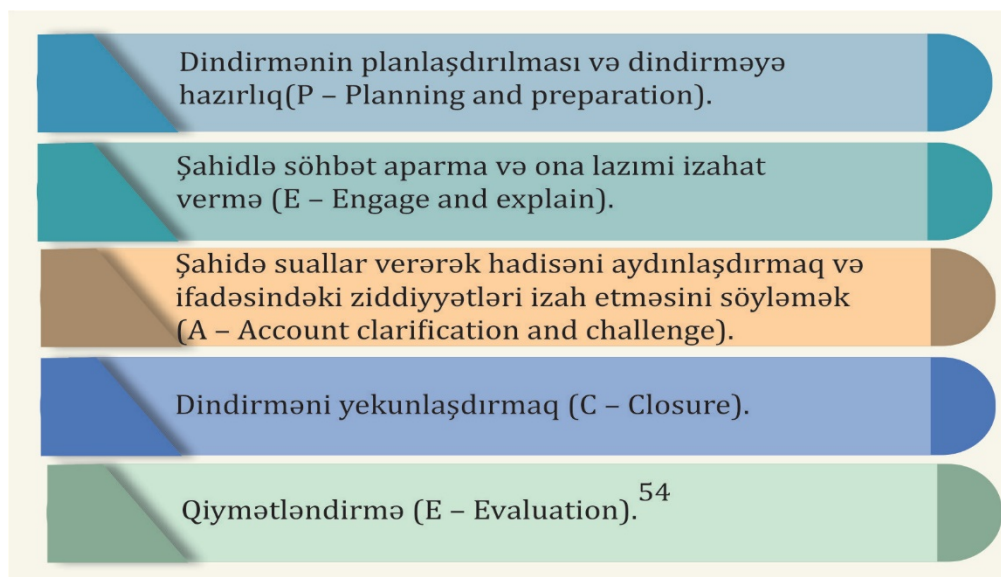 Dindirmənin planlaşdırılması və dindirməyə
hazırlıq(P – Planning and preparation).
Şahidlə söhbət aparma və ona lazımi izahat
vermə (E – Engage and explain).
Şahidə suallar verərək hadisəni aydınlaşdırmaq və
ifadəsindəki ziddiyyətləri izah etməsini söyləmək
(A – Account clarification and challenge).
Dindirməni yekunlaşdırmaq (C – Closure).
Qiymətləndirmə (E – Evaluation).54